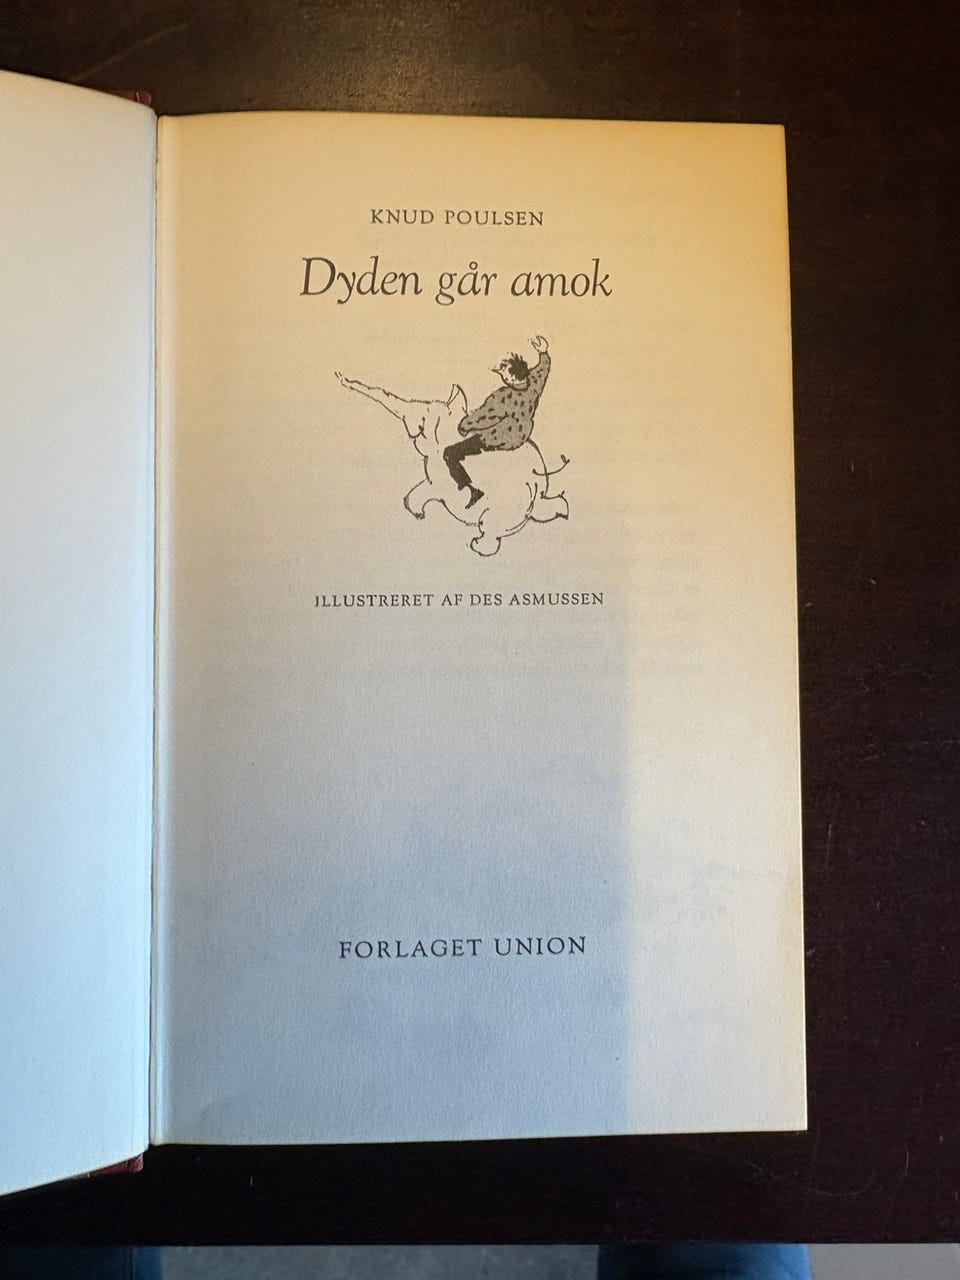 KNUD POULSEN
Dyden går amok
ILLUSTRERET AF DES ASMUSSEN
FORLAGET UNION